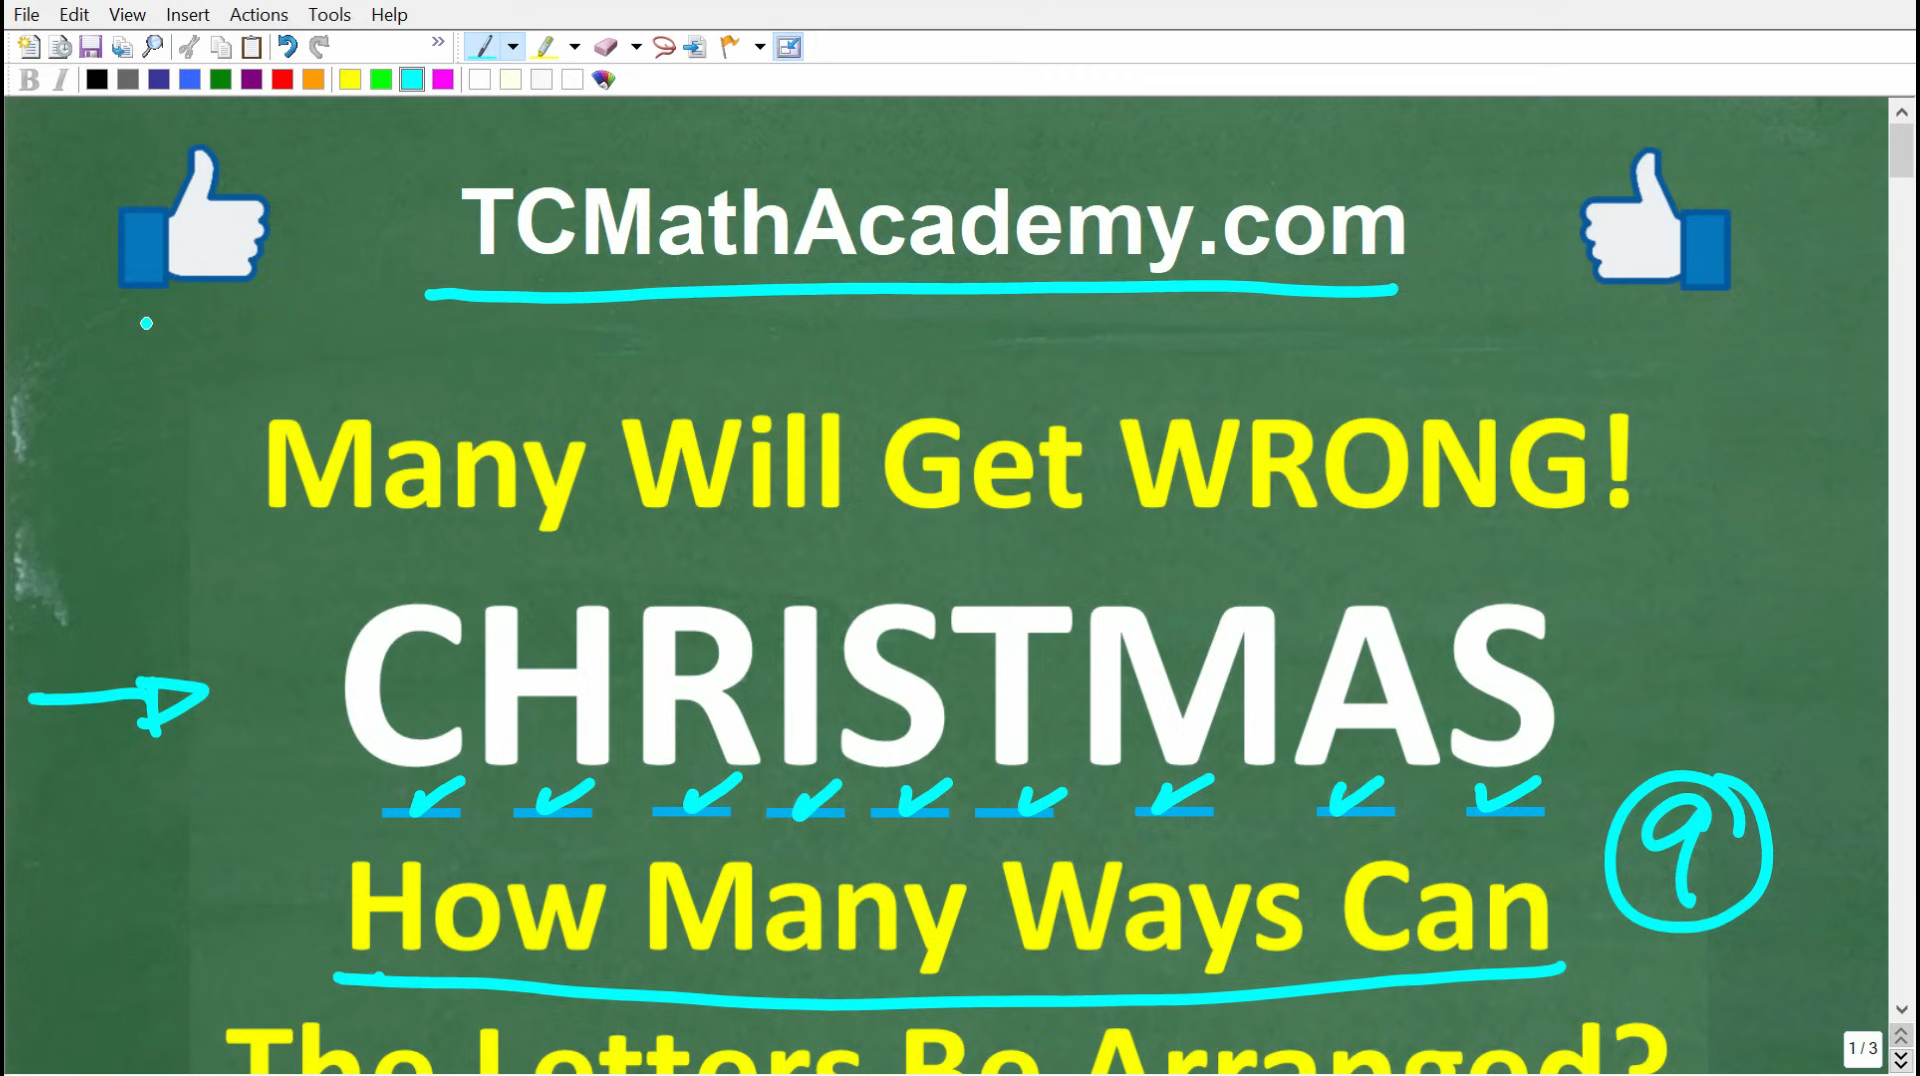 File Edit View Insert Actions Tools Help
B I
TCMathAcademy.com
Many Will Get WRONG!
CHRISTMAS
9
How Many Ways Can
The Letters Be Arranged?
1 / 3